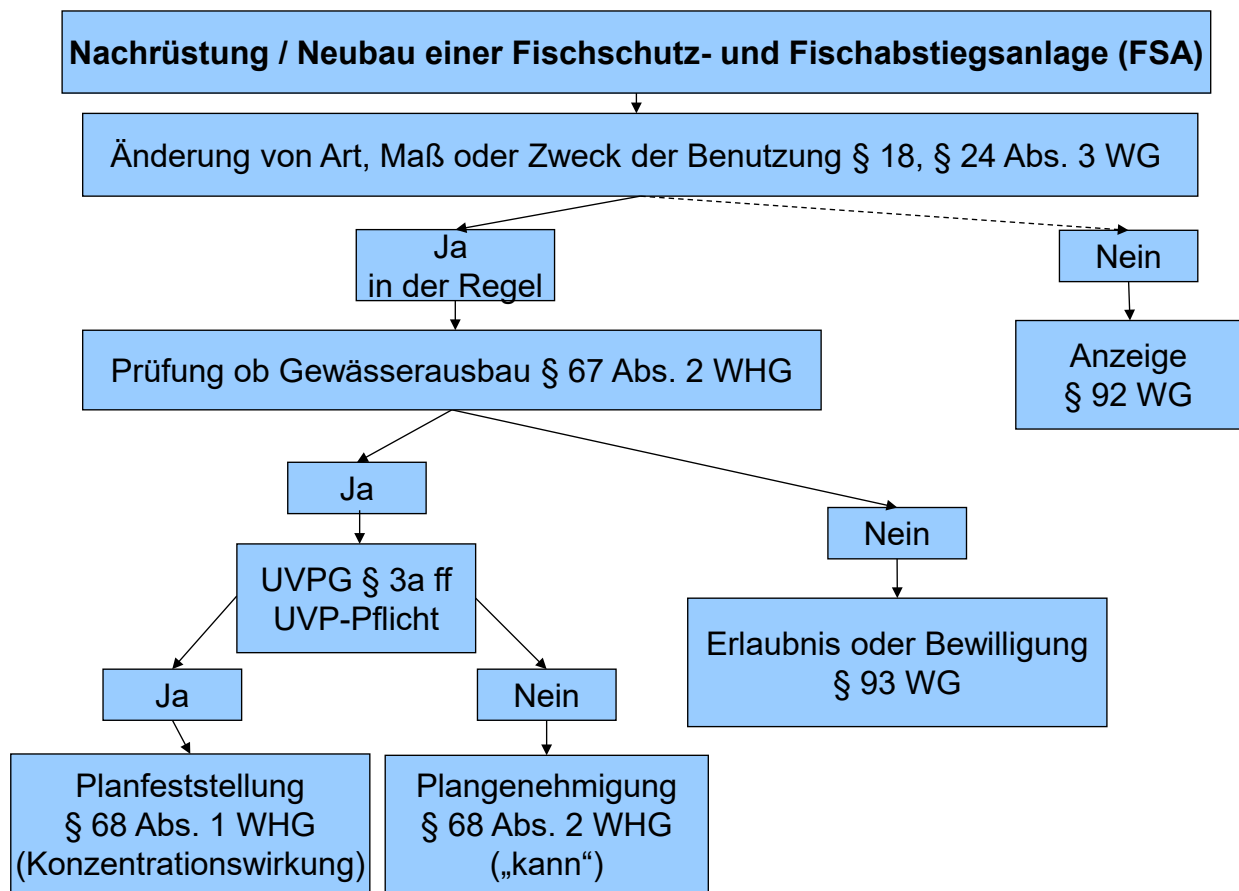 Nachrüstung / Neubau einer Fischschutz- und Fischabstiegsanlage (FSA)
Änderung von Art, Maß oder Zweck der Benutzung § 18, § 24 Abs. 3 WG
Ja
in der Regel
Nein
Prüfung ob Gewässerausbau § 67 Abs. 2 WHG
Anzeige
§ 92 WG
Ja
Nein
UVPG § 3a ff
UVP-Pflicht
Erlaubnis oder Bewilligung
§ 93 WG
Ja
Nein
Planfeststellung
§ 68 Abs. 1 WHG
(Konzentrationswirkung)
Plangenehmigung
§ 68 Abs. 2 WHG
(„kann“)